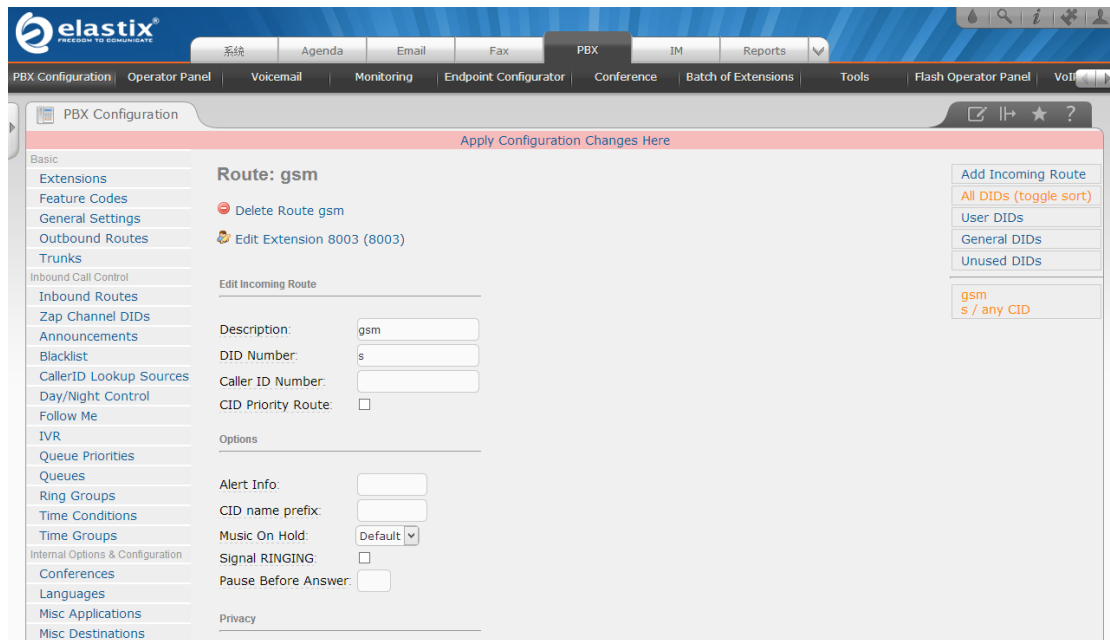 elastix®
FREEDOM TO COMUNICATE
系统 Agenda Email Fax PBX IM Reports
PBX Configuration Operator Panel Voicemail Monitoring Endpoint Configurator Conference Batch of Extensions Tools Flash Operator Panel
PBX Configuration
Apply Configuration Changes Here
Basic
Extensions
Feature Codes
General Settings
Outbound Routes
Trunks
Inbound Call Control
Inbound Routes
Zap Channel DIDs
Announcements
Blacklist
CallerID Lookup Sources
Day/Night Control
Follow Me
IVR
Queue Priorities
Queues
Ring Groups
Time Conditions
Time Groups
Internal Options & Configuration
Conferences
Languages
Misc Applications
Misc Destinations
Route: gsm
Delete Route gsm
Edit Extension 8003 (8003)
Edit Incoming Route
Description: gsm
DID Number: s
Caller ID Number:
CID Priority Route:
Options
Alert Info:
CID name prefix:
Music On Hold: Default
Signal RINGING:
Pause Before Answer:
Privacy
Add Incoming Route
All DIDs (toggle sort)
User DIDs
General DIDs
Unused DIDs
gsm
s / any CID